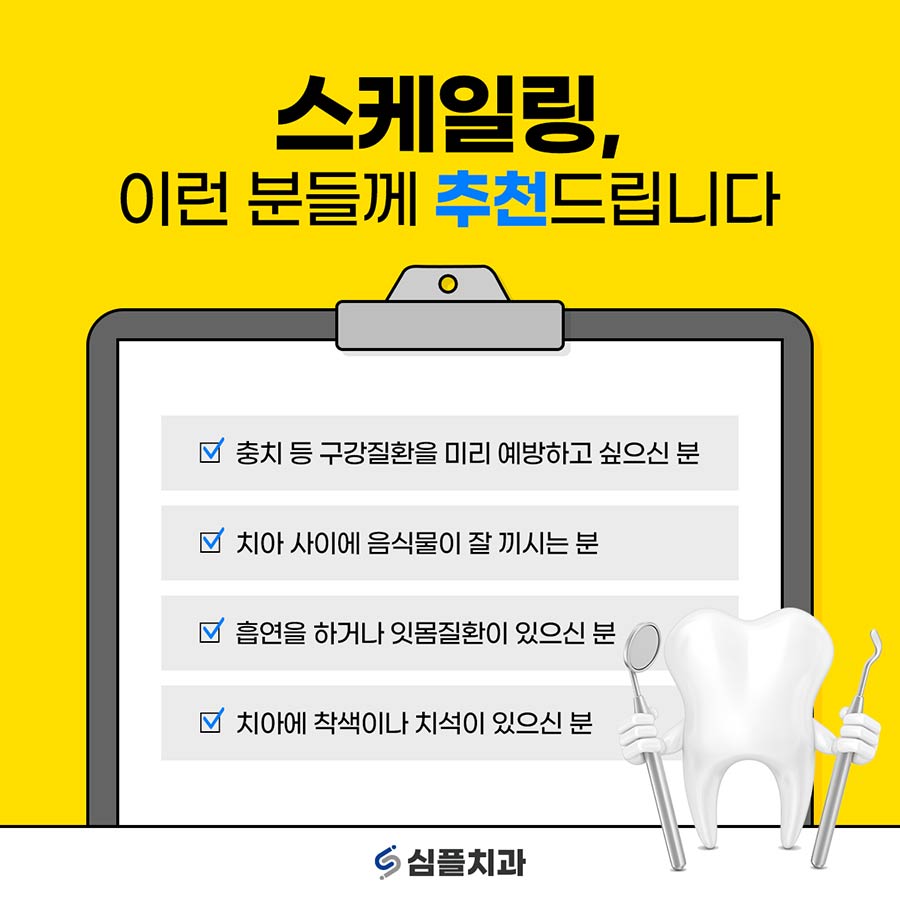 스케일링,
이런 분들께 추천드립니다
충치 등 구강질환을 미리 예방하고 싶으신 분
치아 사이에 음식물이 잘 끼시는 분
흡연을 하거나 잇몸질환이 있으신 분
치아에 착색이나 치석이 있으신 분
심플치과